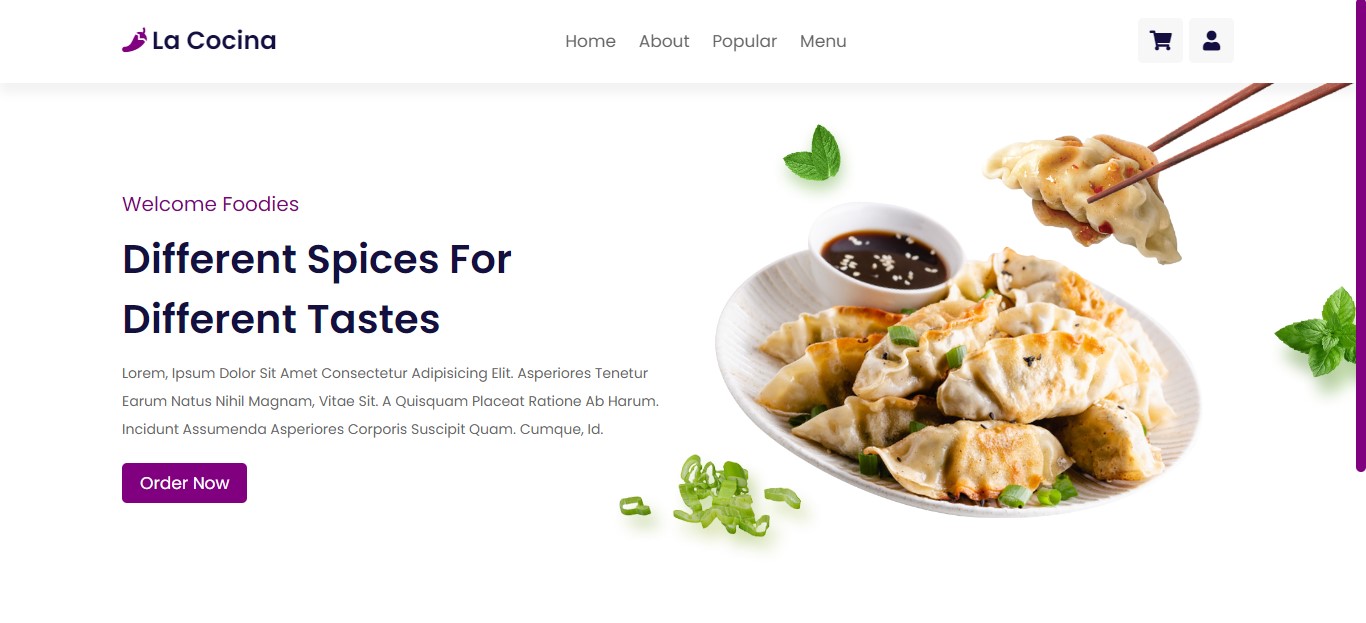 La Cocina
Home About Popular Menu
Welcome Foodies
Different Spices For
Different Tastes
Lorem, Ipsum Dolor Sit Amet Consectetur Adipisicing Elit. Asperiores Tenetur
Earum Natus Nihil Magnam, Vitae Sit. A Quisquam Placeat Ratione Ab Harum.
Incidunt Assumenda Asperiores Corporis Suscipit Quam. Cumque, Id.
Order Now